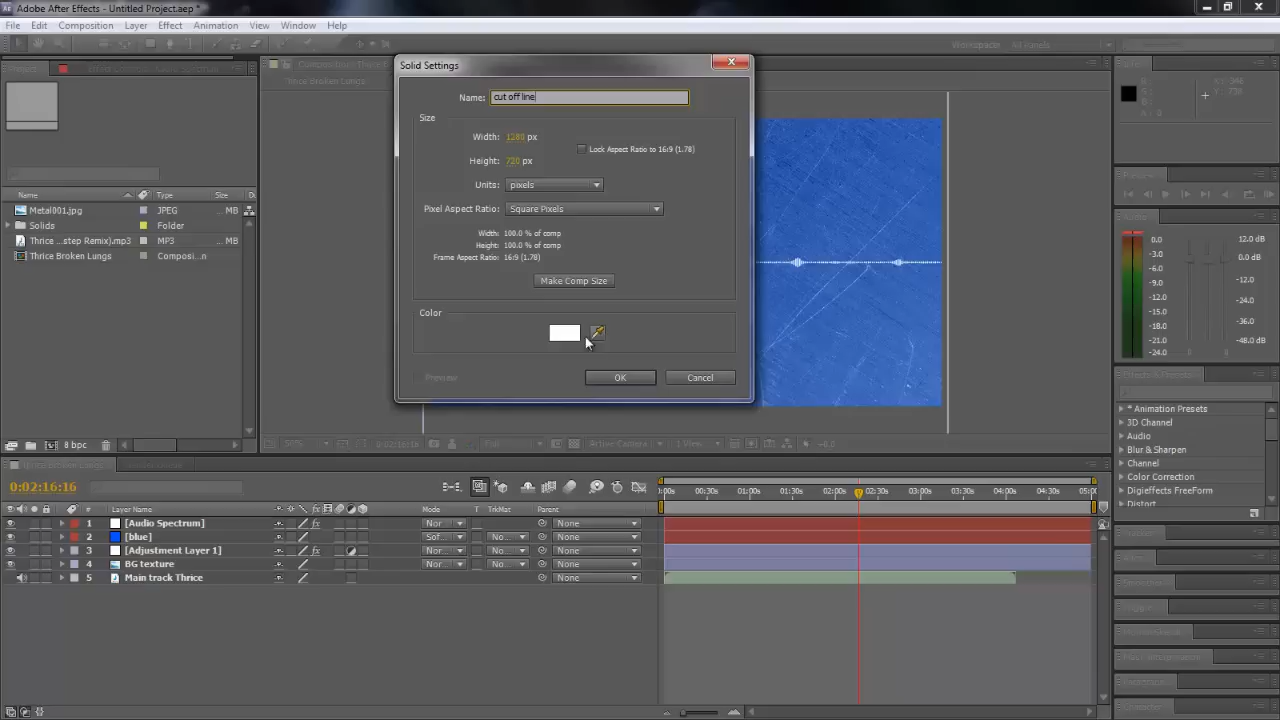 Adobe After Effects - Untitled Project.aep *
File Edit Composition Layer Effect Animation View Window Help
Solid Settings
Name: cut off line
Size
Width: 1280 px
Lock Aspect Ratio to 16:9 (1.78)
Height: 720 px
Units: pixels
Pixel Aspect Ratio: Square Pixels
Width: 100.0 % of comp
Height: 100.0 % of comp
Frame Aspect Ratio: 16:9 (1.78)
Make Comp Size
Color
Preview
OK Cancel
Name Type Size
Metal001.jpg JPEG ... MB
Solids Folder
Thrice ...step Remix).mp3 MP3 ... MB
Thrice Broken Lungs Composi...n
8 bpc
0.0 12.0 dB
-3.0 0.0 dB
-6.0
-9.0 -12.0
-12.0
-15.0 -24.0
-18.0 -36.0
-21.0 -48.0 dB
-24.0
* Animation Presets
3D Channel
Audio
Blur & Sharpen
Channel
Color Correction
Digieffects FreeForm
Distort
0:02:16:16
:00s 00:30s 01:00s 01:30s 02:00s 02:30s 03:00s 03:30s 04:00s 04:30s 05:0
# Layer Name Mode T TrkMat Parent
1 [Audio Spectrum] Nor None
2 [blue] Sof... No... None
3 [Adjustment Layer 1] Nor... No... None
4 BG texture Nor... No... None
5 Main track Thrice None